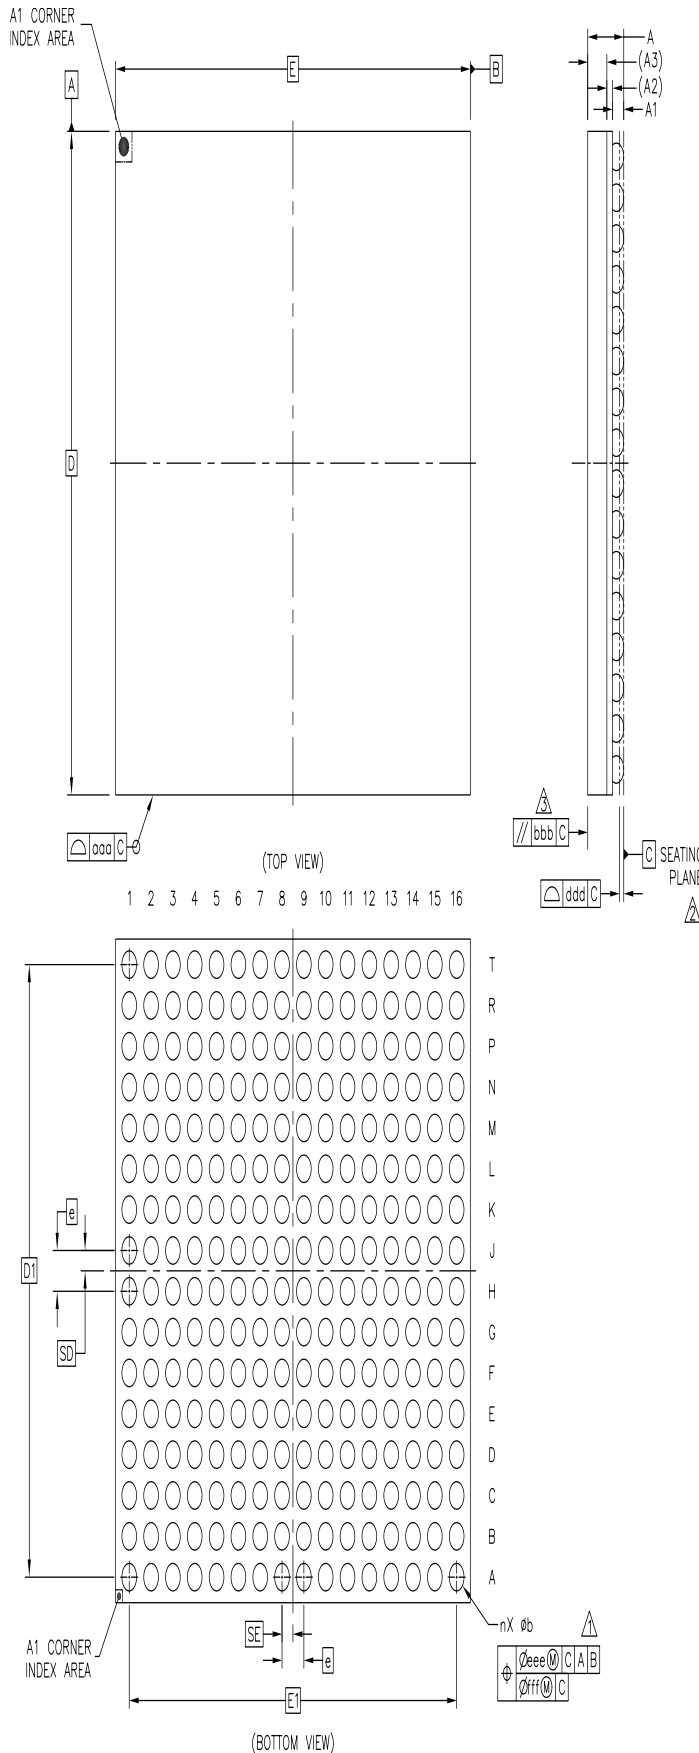 A1 CORNER
INDEX AREA
A
E
B
A
(A3)
(A2)
A1
D
aaa C
(TOP VIEW)
3
// bbb C
C SEATING
PLANE
ddd C
2
1 2 3 4 5 6 7 8 9 10 11 12 13 14 15 16
T
R
P
N
M
L
K
J
H
G
F
E
D
C
B
A
e
D1
SD
A1 CORNER
INDEX AREA
SE
e
E1
nX øb
1
Øeee Ⓜ C A B
Øfff Ⓜ C
(BOTTOM VIEW)